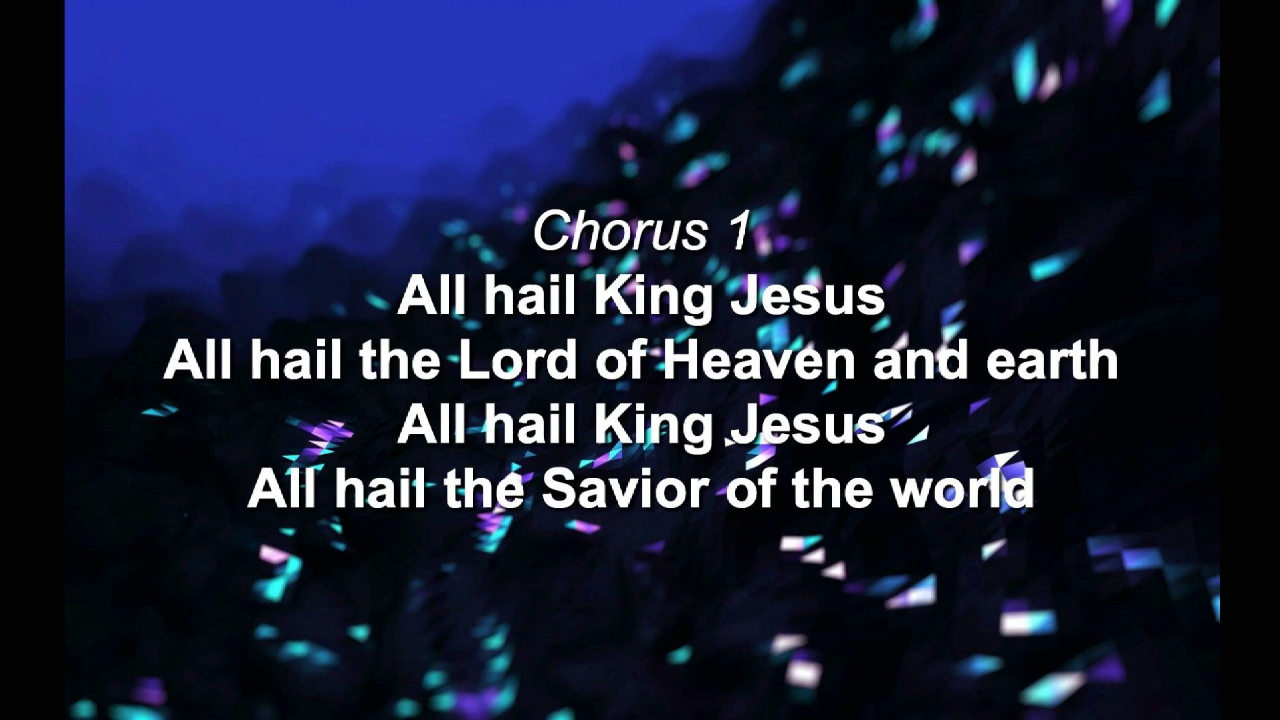 Chorus 1
All hail King Jesus
All hail the Lord of Heaven and earth
All hail King Jesus
All hail the Savior of the world